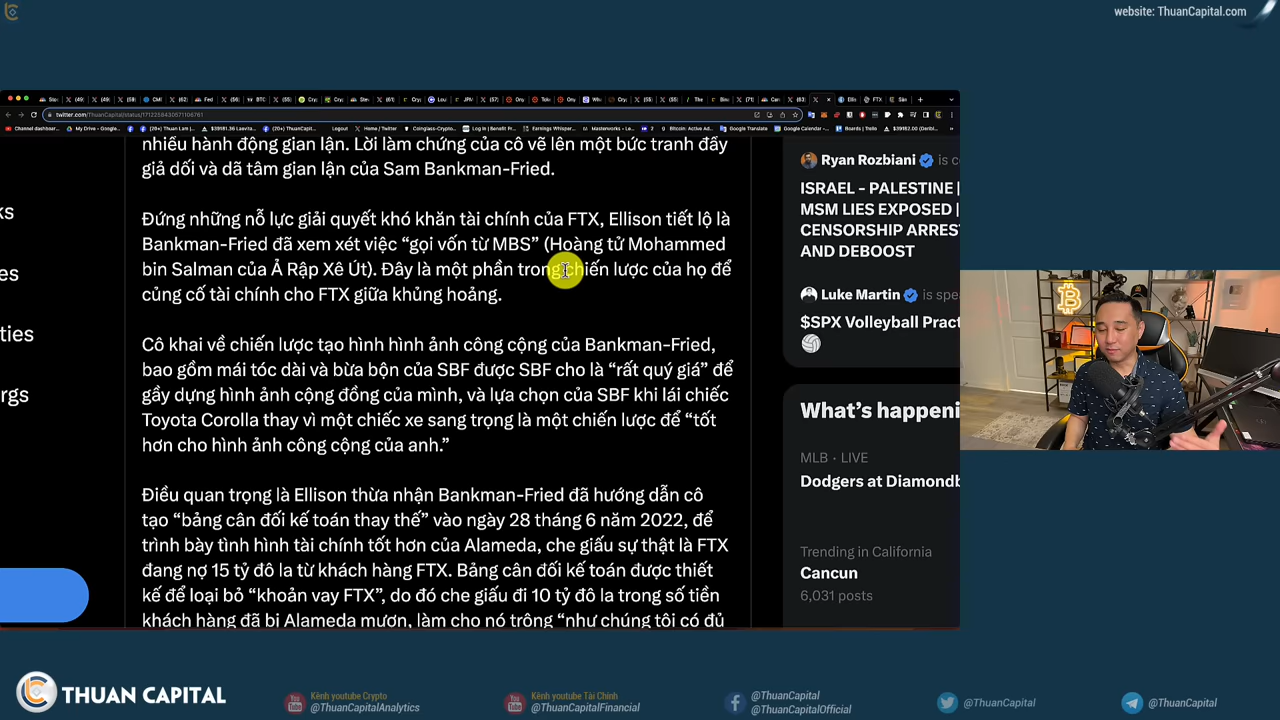 website: ThuanCapital.com
twitter.com/ThuanCapital/status/1712258430671106761
nhiều hành động gian lận. Lời làm chứng của cô vẽ lên một bức tranh đầy
giả dối và dã tâm gian lận của Sam Bankman-Fried.
Đứng những nỗ lực giải quyết khó khăn tài chính của FTX, Ellison tiết lộ là
Bankman-Fried đã xem xét việc “gọi vốn từ MBS” (Hoàng tử Mohammed
bin Salman của Ả Rập Xê Út). Đây là một phần trong chiến lược của họ để
củng cố tài chính cho FTX giữa khủng hoảng.
Cô khai về chiến lược tạo hình hình ảnh công cộng của Bankman-Fried,
bao gồm mái tóc dài và bừa bộn của SBF được SBF cho là “rất quý giá” để
gầy dựng hình ảnh cộng đồng của mình, và lựa chọn của SBF khi lái chiếc
Toyota Corolla thay vì một chiếc xe sang trọng là một chiến lược để “tốt
hơn cho hình ảnh công cộng của anh.”
Điều quan trọng là Ellison thừa nhận Bankman-Fried đã hướng dẫn cô
tạo “bảng cân đối kế toán thay thế” vào ngày 28 tháng 6 năm 2022, để
trình bày tình hình tài chính tốt hơn của Alameda, che giấu sự thật là FTX
đang nợ 15 tỷ đô la từ khách hàng FTX. Bảng cân đối kế toán được thiết
kế để loại bỏ “khoản vay FTX”, do đó che giấu đi 10 tỷ đô la trong số tiền
khách hàng đã bị Alameda mượn, làm cho nó trông “như chúng tôi có đủ
ks
es
ties
rgs
Ryan Rozbiani is c
ISRAEL - PALESTINE |
MSM LIES EXPOSED |
CENSORSHIP ARREST
AND DEBOOST
Luke Martin is spe
$SPX Volleyball Pract
What’s happeni
MLB · LIVE
Dodgers at Diamondb
Trending in California
Cancun
6,031 posts
THUAN CAPITAL
Kênh youtube Crypto
@ThuanCapitalAnalytics
Kênh youtube Tài Chính
@ThuanCapitalFinancial
@ThuanCapital
@ThuanCapitalOfficial
@ThuanCapital
@ThuanCapital